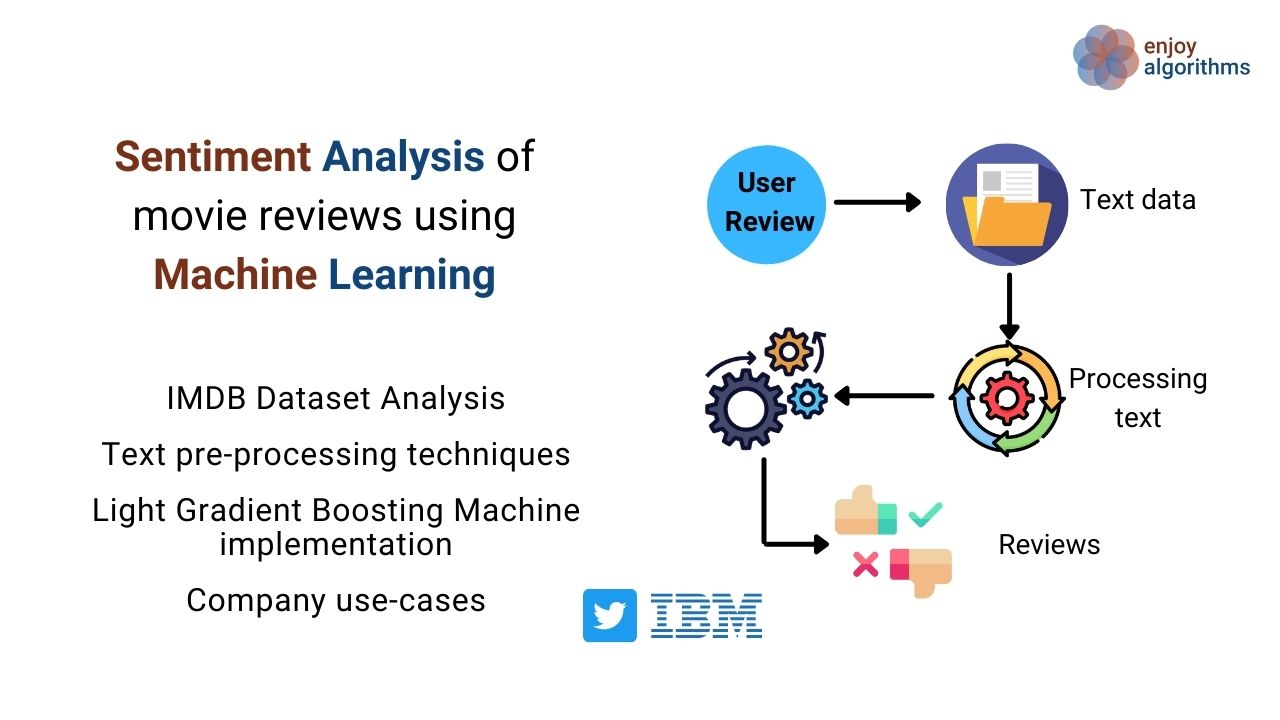 enjoy
algorithms
Sentiment Analysis of
movie reviews using
Machine Learning
IMDB Dataset Analysis
Text pre-processing techniques
Light Gradient Boosting Machine
implementation
Company use-cases
IBM
User
Review
Text data
Processing
text
Reviews